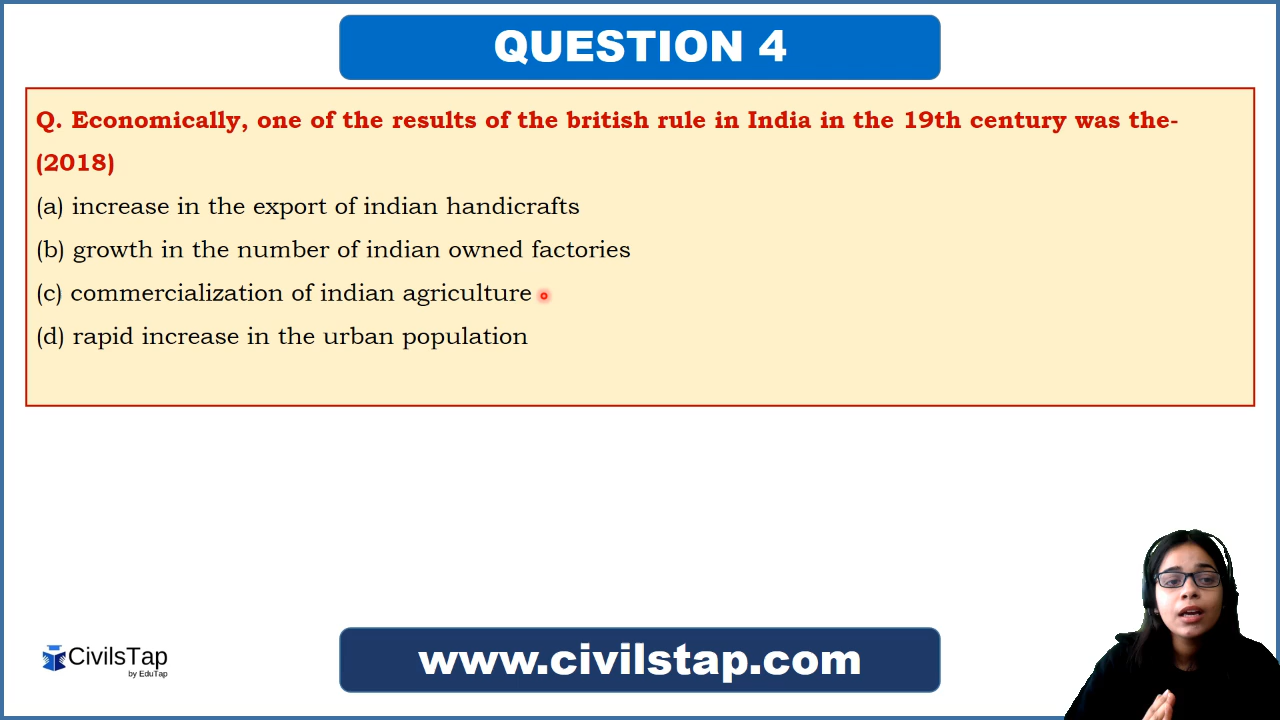 QUESTION 4
Q. Economically, one of the results of the british rule in India in the 19th century was the-
(2018)
(a) increase in the export of indian handicrafts
(b) growth in the number of indian owned factories
(c) commercialization of indian agriculture
(d) rapid increase in the urban population
CivilsTap
by EduTap
www.civilstap.com